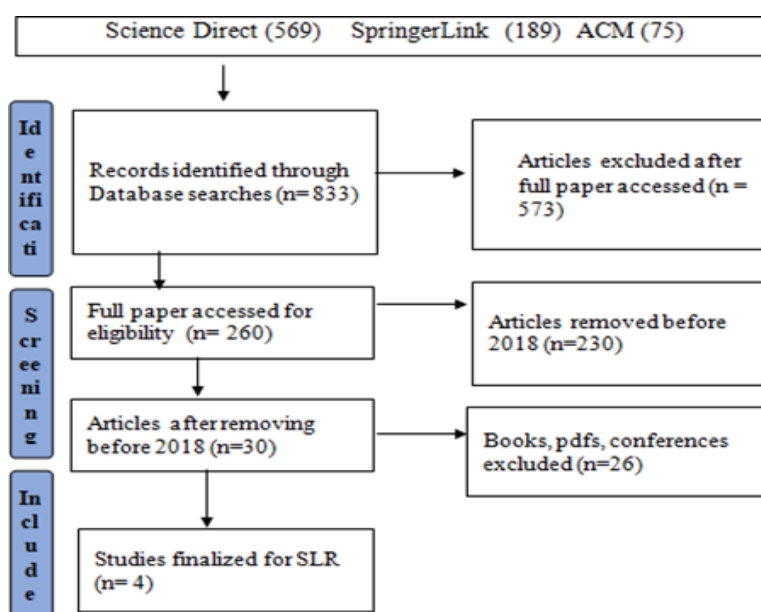 Science Direct (569) SpringerLink (189) ACM (75)
Id
e
ntifi
ca
ti
Records identified through
Database searches (n= 833)
Articles excluded after
full paper accessed (n =
573)
S
cr
ee
ni
n
g
Full paper accessed for
eligibility (n= 260)
Articles removed before
2018 (n=230)
Articles after removing
before 2018 (n=30)
Books, pdfs, conferences
excluded (n=26)
In
cl
u
d
e
Studies finalized for SLR
(n= 4)